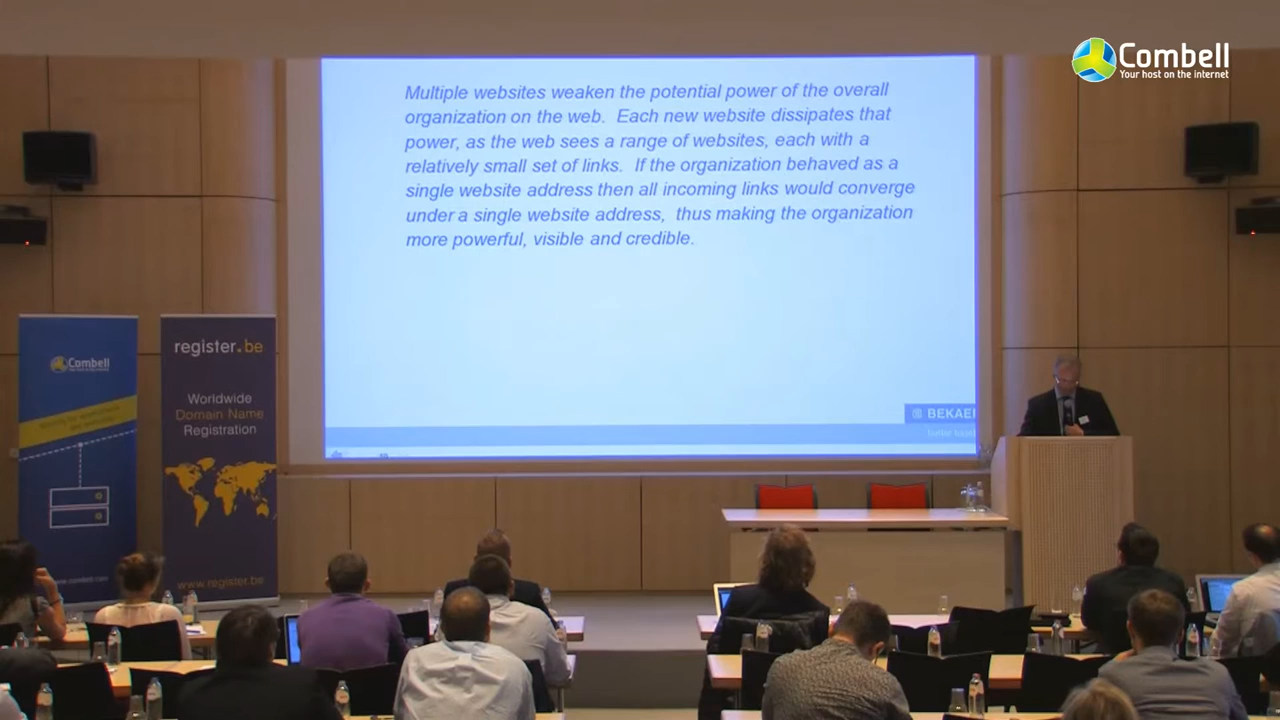 Combell
Your host on the internet
Multiple websites weaken the potential power of the overall
organization on the web. Each new website dissipates that
power, as the web sees a range of websites, each with a
relatively small set of links. If the organization behaved as a
single website address then all incoming links would converge
under a single website address, thus making the organization
more powerful, visible and credible.
BEKAE
Combell
register.be
Worldwide
Domain Name
Registration
www.register.be
www.combell.com